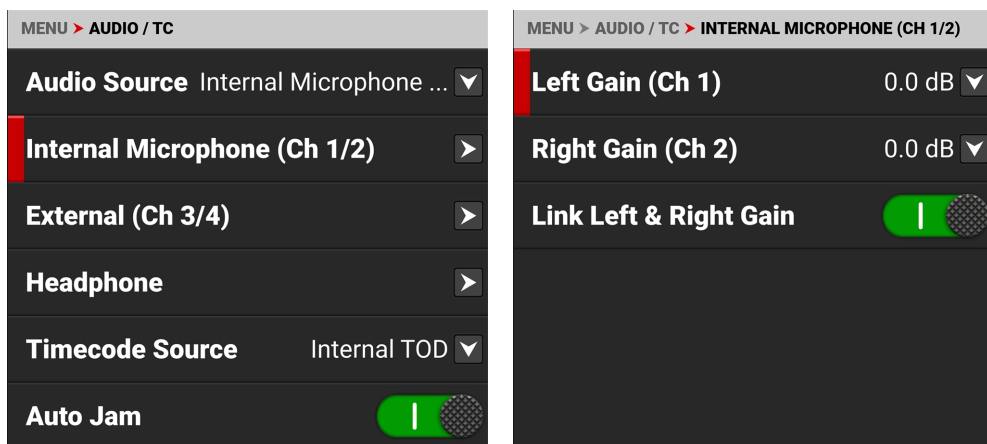 MENU ➤ AUDIO / TC
Audio Source Internal Microphone ...
Internal Microphone (Ch 1/2)
External (Ch 3/4)
Headphone
Timecode Source Internal TOD
Auto Jam
MENU ➤ AUDIO / TC ➤ INTERNAL MICROPHONE (CH 1/2)
Left Gain (Ch 1) 0.0 dB
Right Gain (Ch 2) 0.0 dB
Link Left & Right Gain